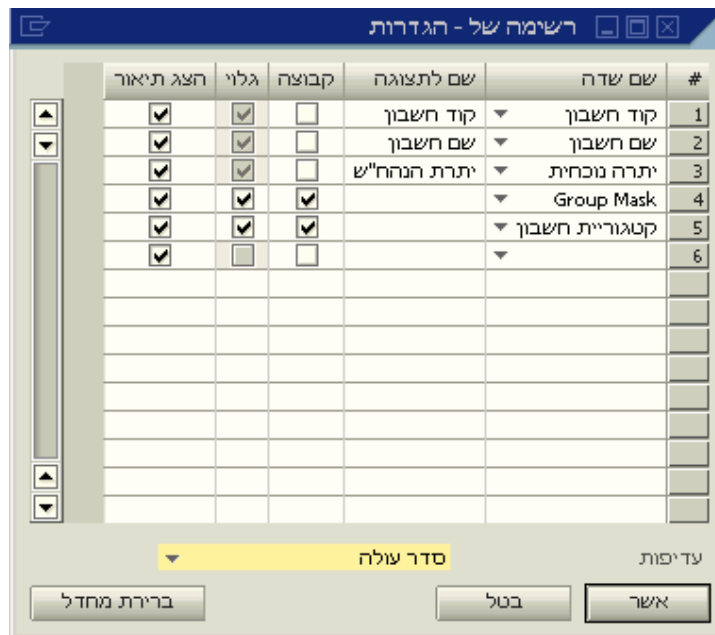 רשימה של - הגדרות
# שם שדה שם לתצוגה קבוצה גלוי הצג תיאור
1 קוד חשבון קוד חשבון
2 שם חשבון שם חשבון
3 יתרה נוכחית יתרת הנהח"ש
4 Group Mask
5 קטגוריית חשבון
6
עדיפות סדר עולה
אשר בטל ברירת מחדל